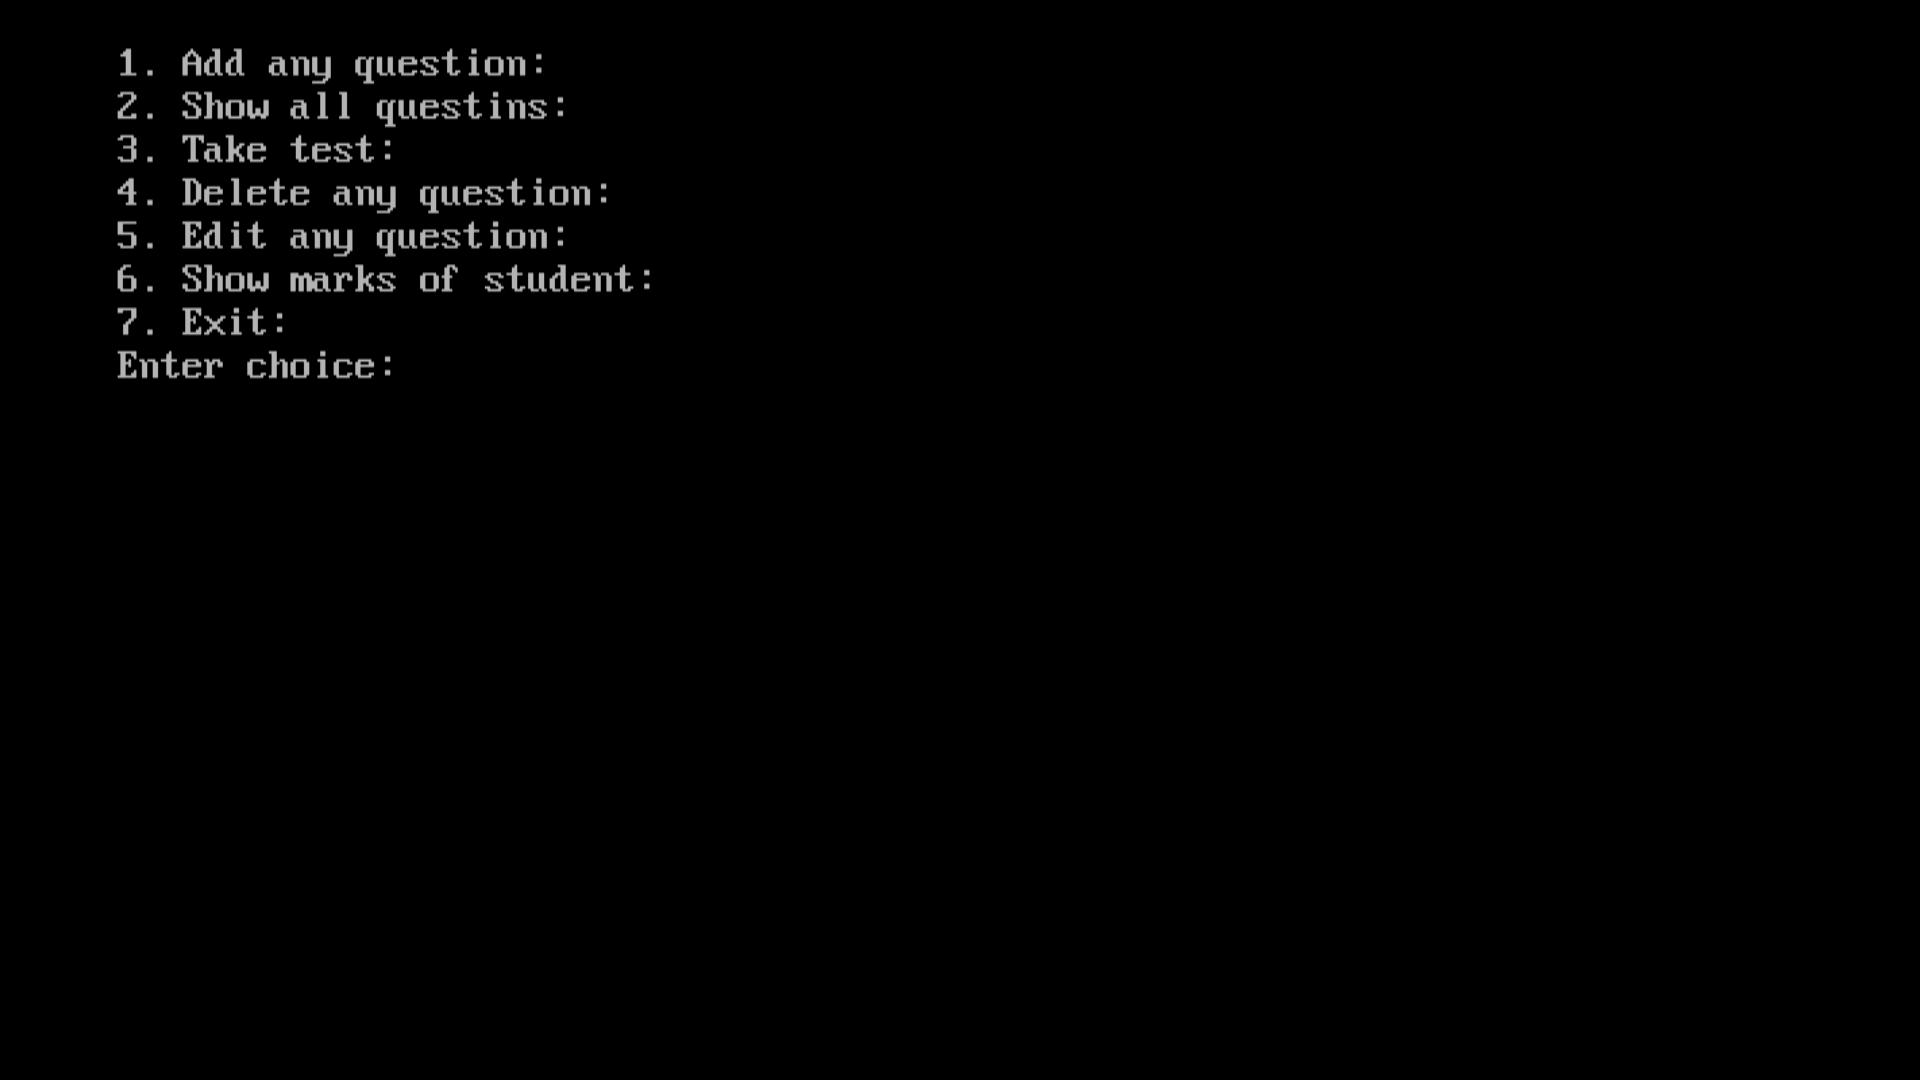 1. Add any question:
2. Show all questins:
3. Take test:
4. Delete any question:
5. Edit any question:
6. Show marks of student:
7. Exit:
Enter choice: